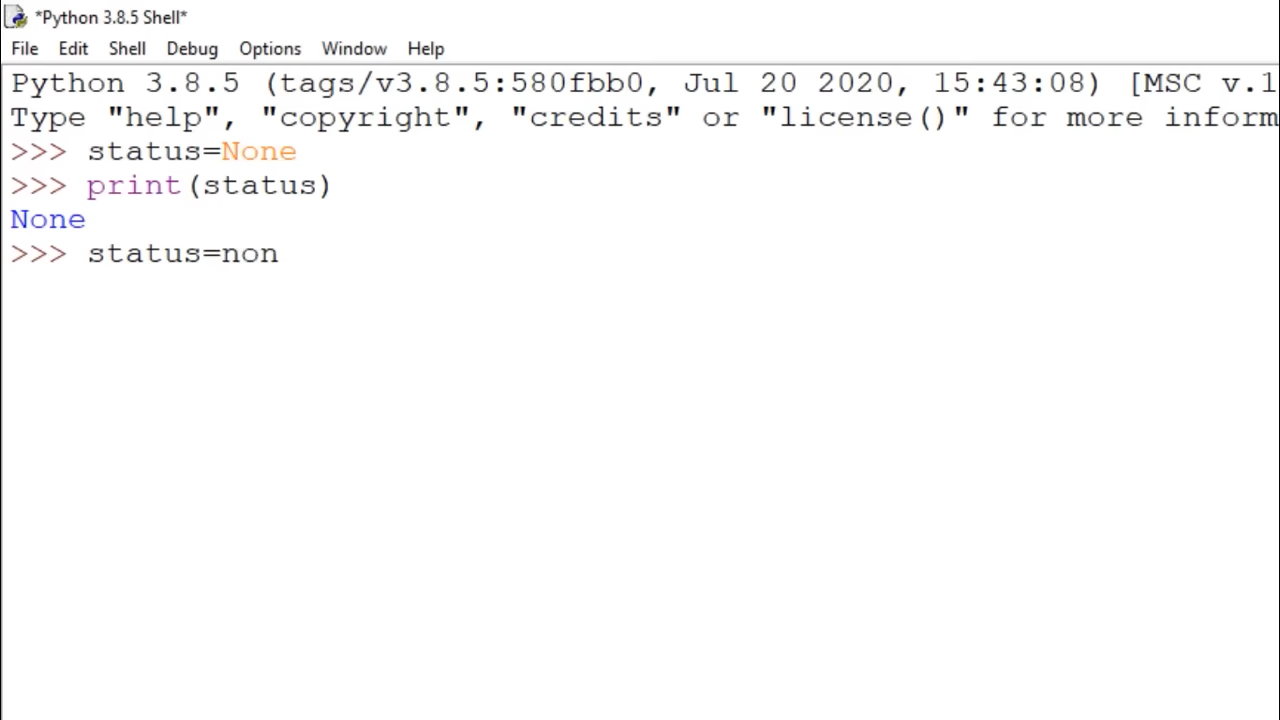 *Python 3.8.5 Shell*
File Edit Shell Debug Options Window Help
Python 3.8.5 (tags/v3.8.5:580fbb0, Jul 20 2020, 15:43:08) [MSC v.1
Type "help", "copyright", "credits" or "license()" for more inform
>>> status=None
>>> print(status)
None
>>> status=non